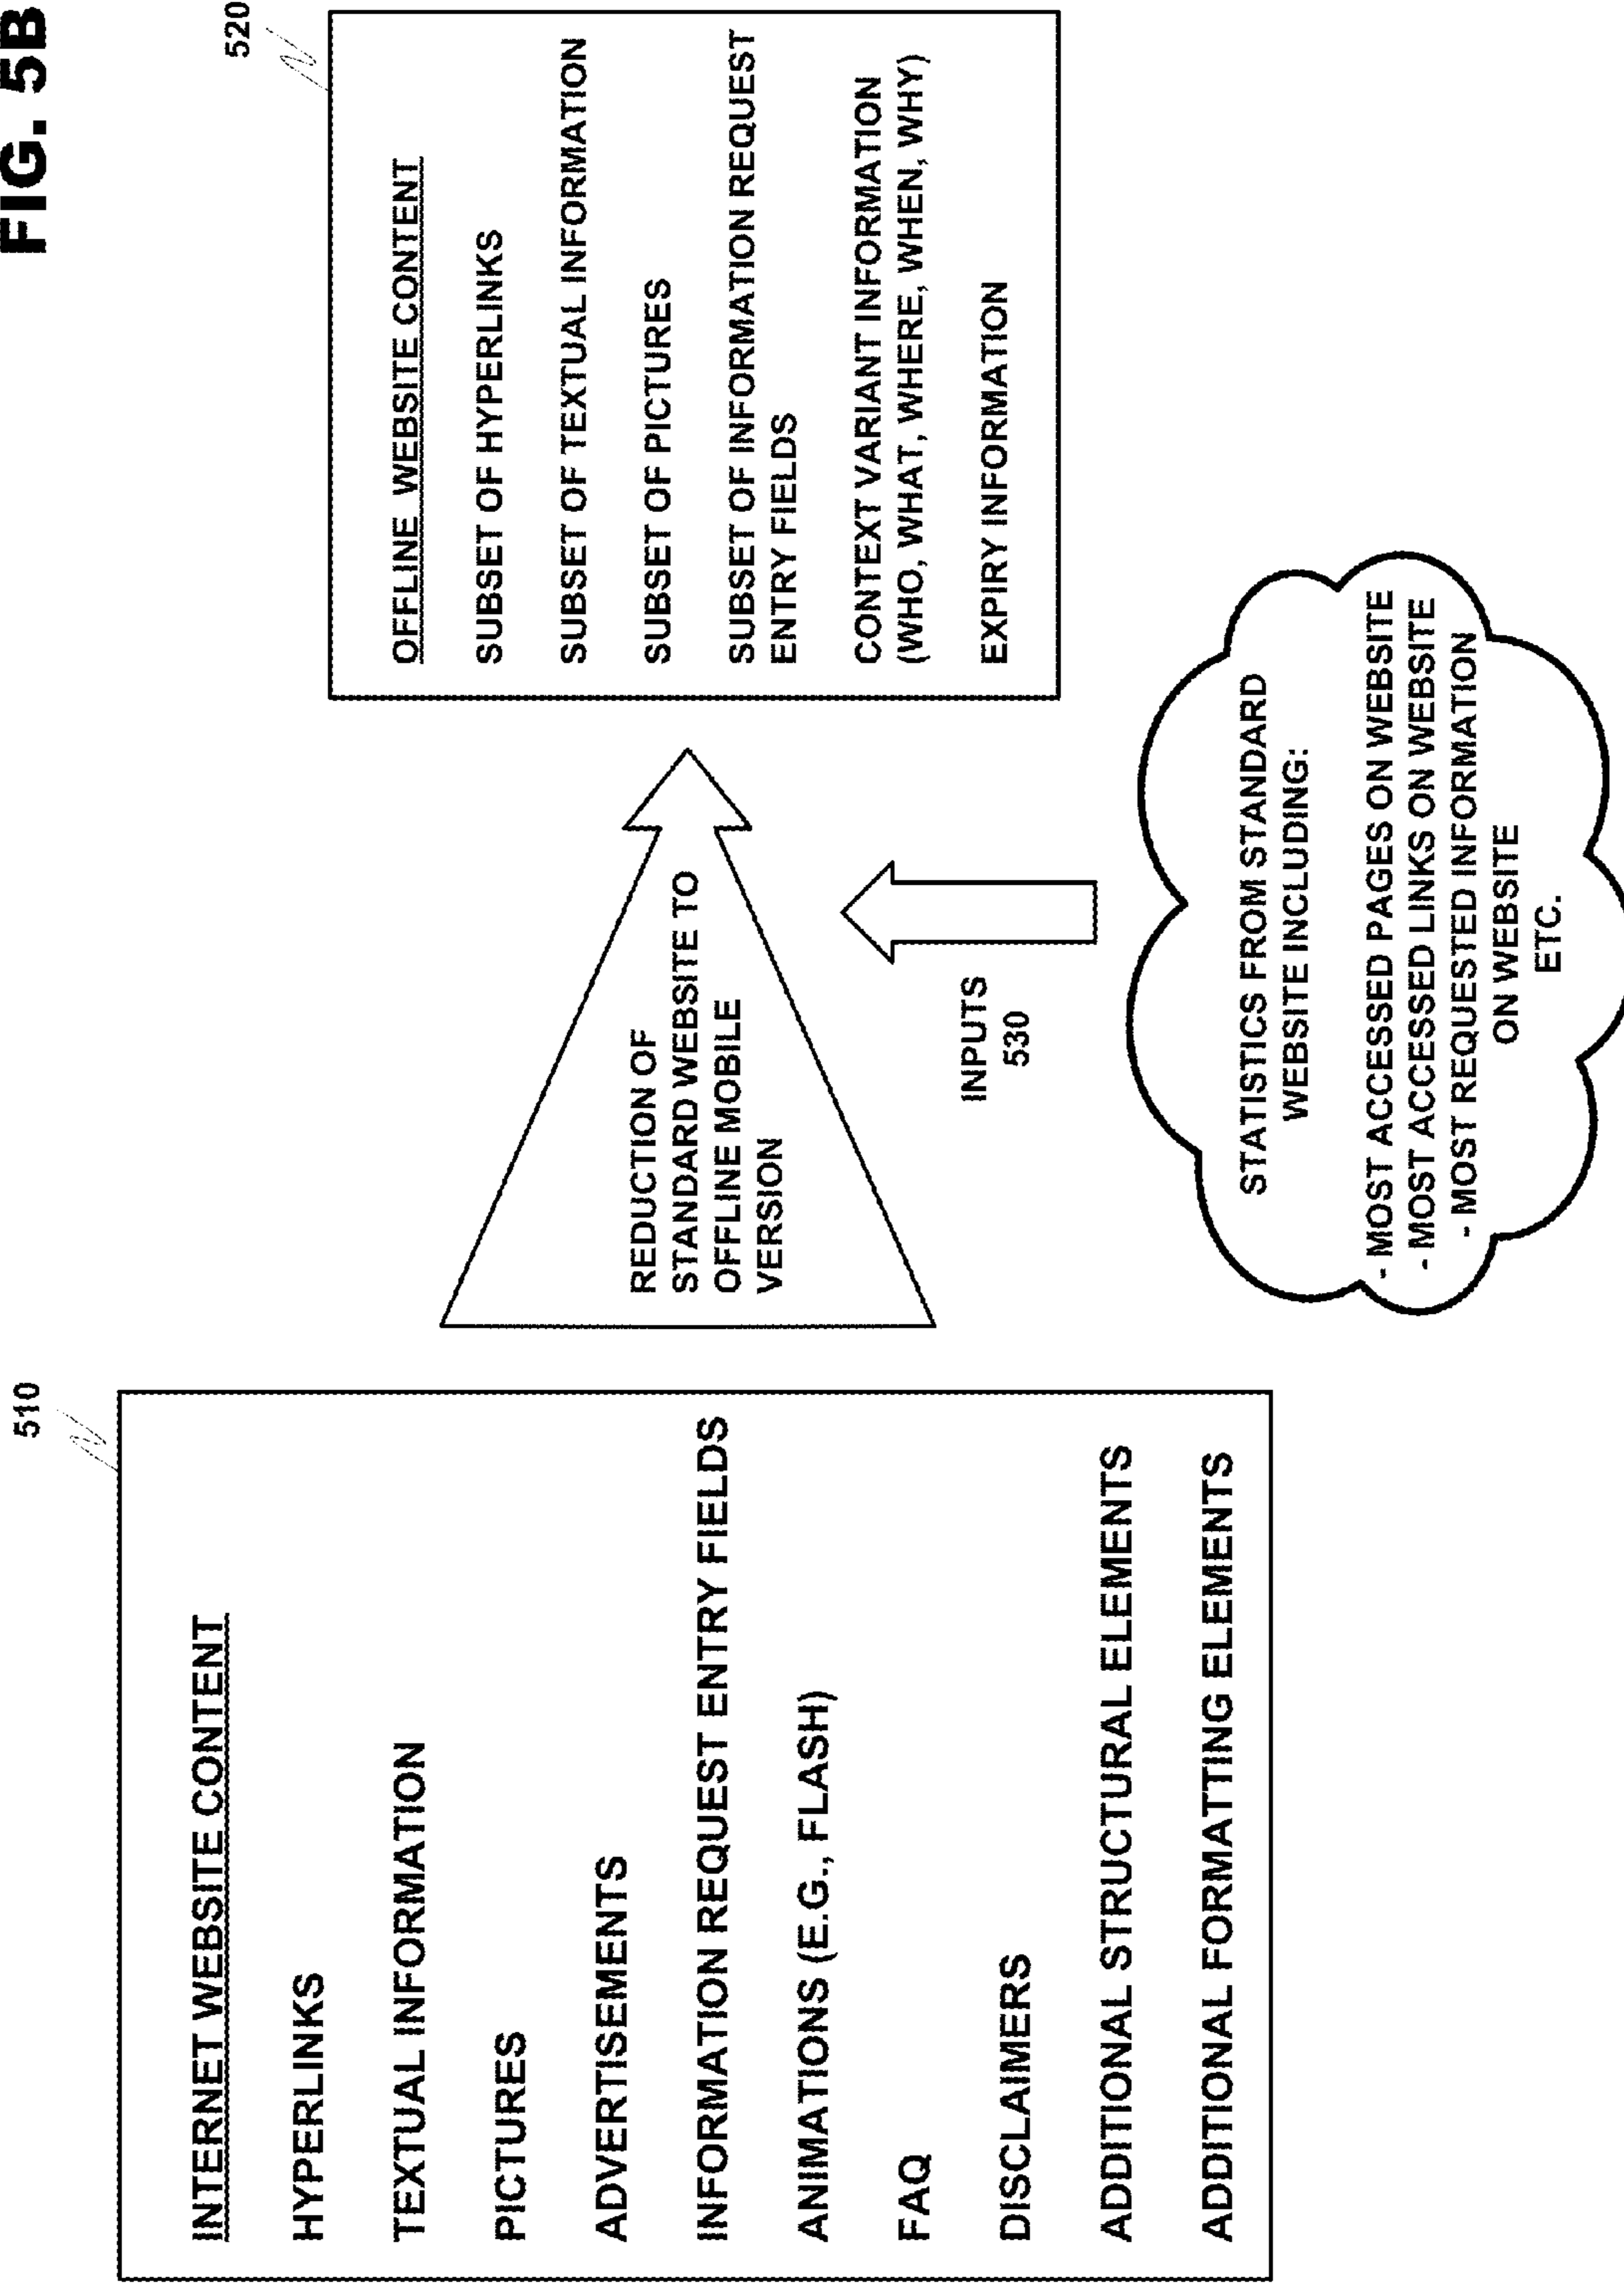 FIG. 5B
510
INTERNET WEBSITE CONTENT
HYPERLINKS
TEXTUAL INFORMATION
PICTURES
ADVERTISEMENTS
INFORMATION REQUEST ENTRY FIELDS
ANIMATIONS (E.G., FLASH)
FAQ
DISCLAIMERS
ADDITIONAL STRUCTURAL ELEMENTS
ADDITIONAL FORMATTING ELEMENTS
REDUCTION OF
STANDARD WEBSITE TO
OFFLINE MOBILE
VERSION
520
OFFLINE WEBSITE CONTENT
SUBSET OF HYPERLINKS
SUBSET OF TEXTUAL INFORMATION
SUBSET OF PICTURES
SUBSET OF INFORMATION REQUEST
ENTRY FIELDS
CONTEXT VARIANT INFORMATION
(WHO, WHAT, WHERE, WHEN, WHY)
EXPIRY INFORMATION
INPUTS
530
STATISTICS FROM STANDARD
WEBSITE INCLUDING:
- MOST ACCESSED PAGES ON WEBSITE
- MOST ACCESSED LINKS ON WEBSITE
- MOST REQUESTED INFORMATION
ON WEBSITE
ETC.